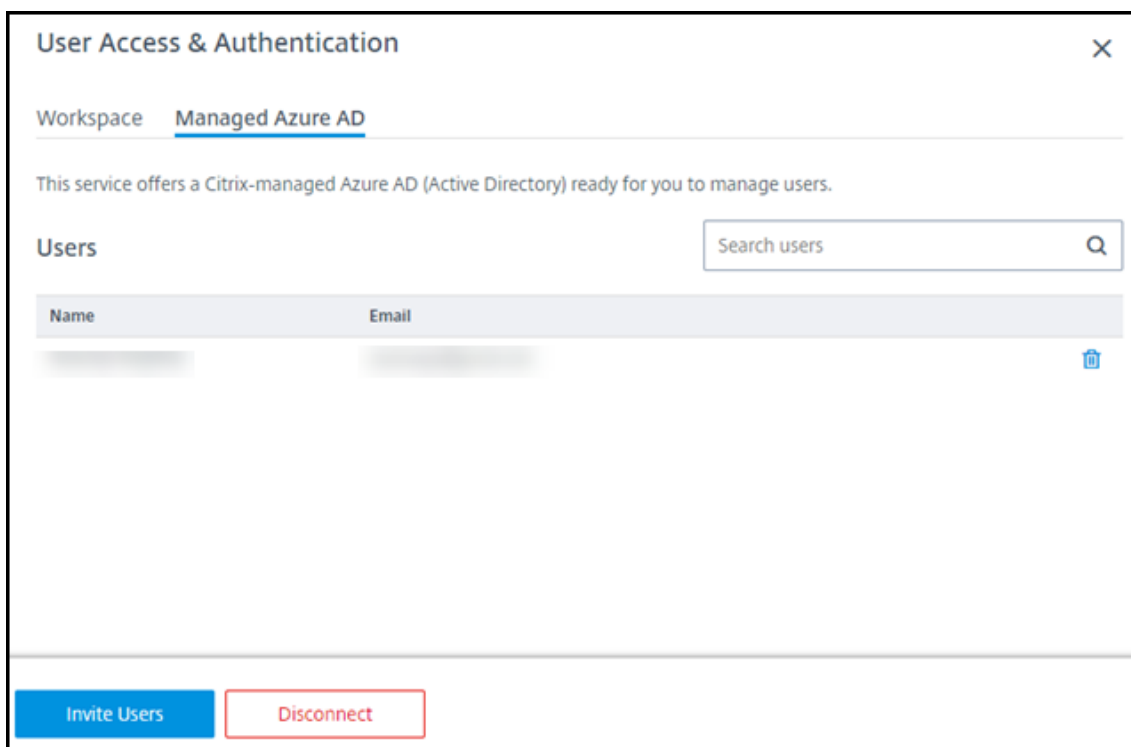 User Access & Authentication
Workspace Managed Azure AD
This service offers a Citrix-managed Azure AD (Active Directory) ready for you to manage users.
Users Search users
Name Email
Invite Users Disconnect